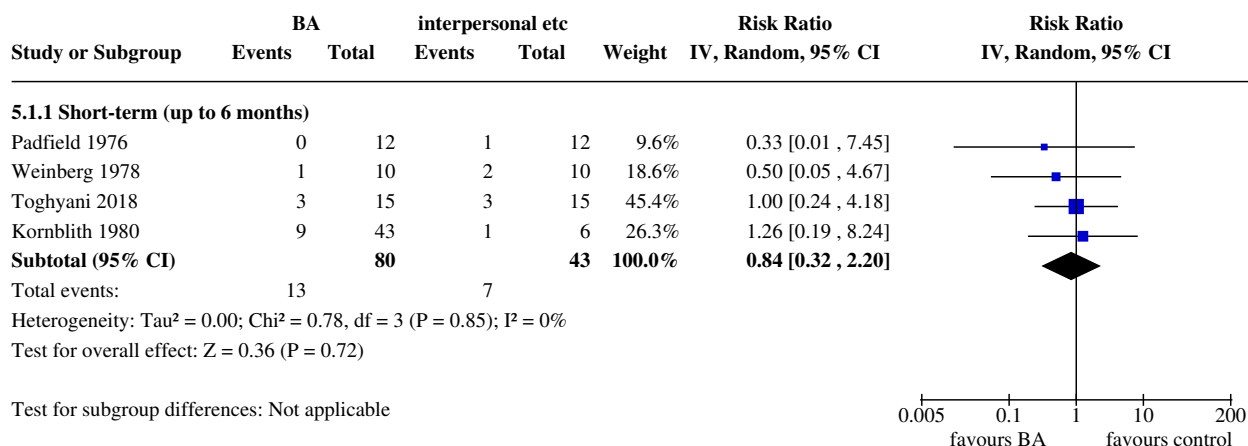 BA interpersonal etc Risk Ratio Risk Ratio
Study or Subgroup Events Total Events Total Weight IV, Random, 95% CI IV, Random, 95% CI
5.1.1 Short-term (up to 6 months)
Padfield 1976 0 12 1 12 9.6% 0.33 [0.01 , 7.45]
Weinberg 1978 1 10 2 10 18.6% 0.50 [0.05 , 4.67]
Toghyani 2018 3 15 3 15 45.4% 1.00 [0.24 , 4.18]
Kornblith 1980 9 43 1 6 26.3% 1.26 [0.19 , 8.24]
Subtotal (95% CI) 80 43 100.0% 0.84 [0.32 , 2.20]
Total events: 13 7
Heterogeneity: Tau² = 0.00; Chi² = 0.78, df = 3 (P = 0.85); I² = 0%
Test for overall effect: Z = 0.36 (P = 0.72)
Test for subgroup differences: Not applicable
0.005 0.1 1 10 200
favours BA favours control